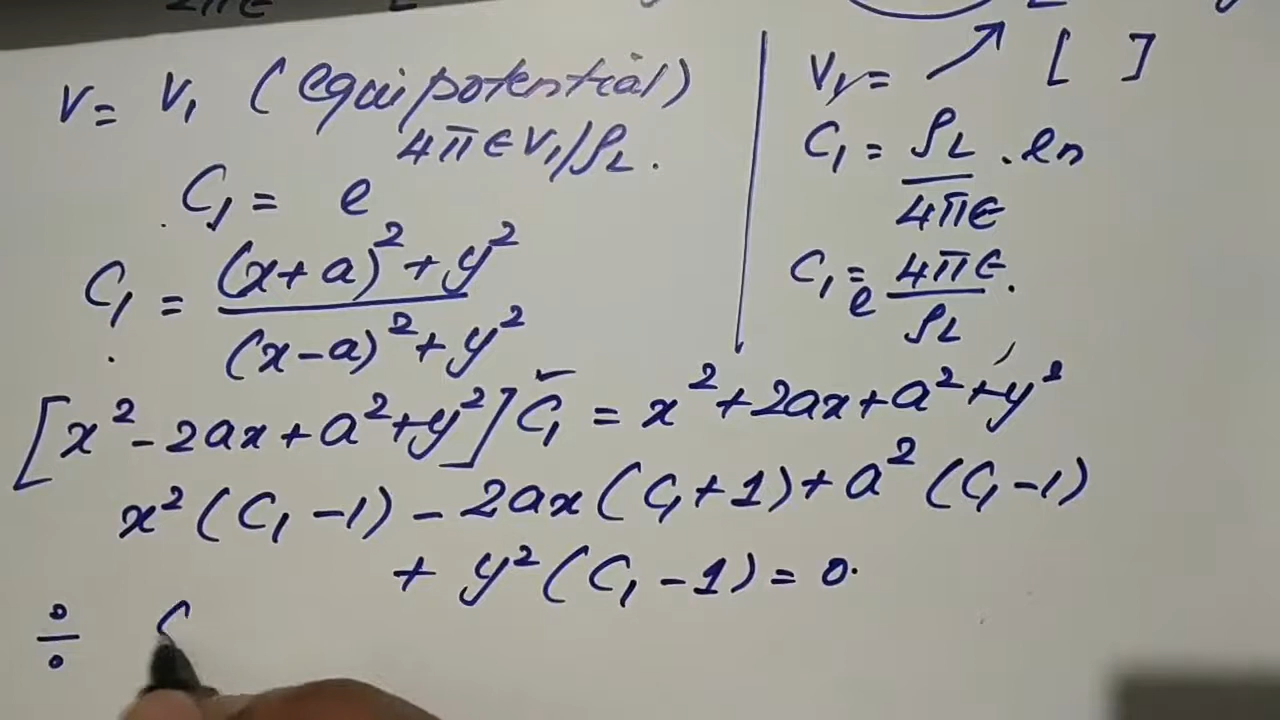 V = V₁ (equipotential)
C₁ = e^(4πϵV₁/ρL).
C₁ = ((x+a)² + y²) / ((x-a)² + y²)
V₁ = [ ]
C₁ = ρL/4πϵ . ln
C₁ = e 4πϵ/ρL .
[x² - 2ax + a² + y²] C₁ = x² + 2ax + a² + y²
x² (C₁ - 1) - 2ax (C₁ + 1) + a² (C₁ - 1)
+ y² (C₁ - 1) = 0.
÷